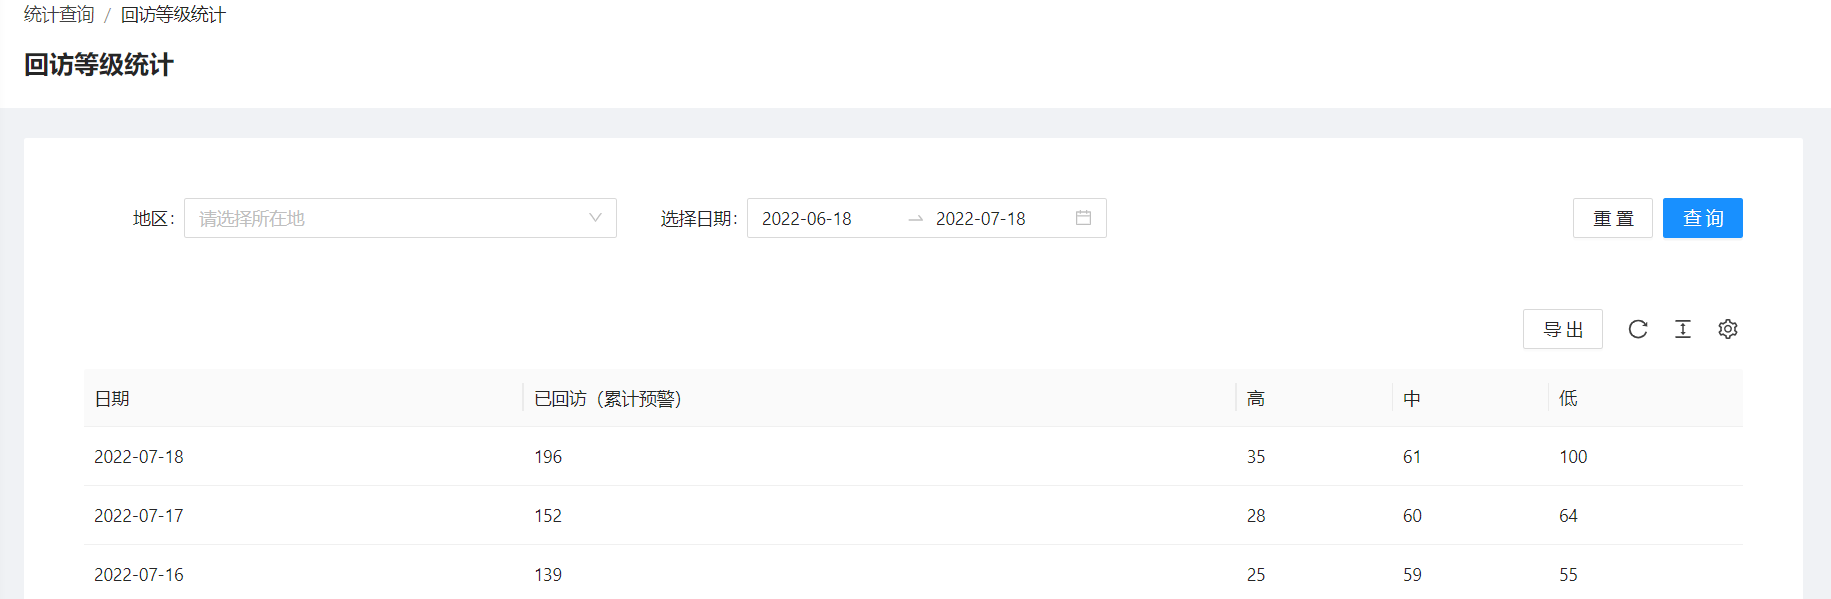 统计查询 / 回访等级统计
回访等级统计
地区: 请选择所在地 选择日期: 2022-06-18 → 2022-07-18 重置 查询
导出
日期 已回访（累计预警） 高 中 低
2022-07-18 196 35 61 100
2022-07-17 152 28 60 64
2022-07-16 139 25 59 55